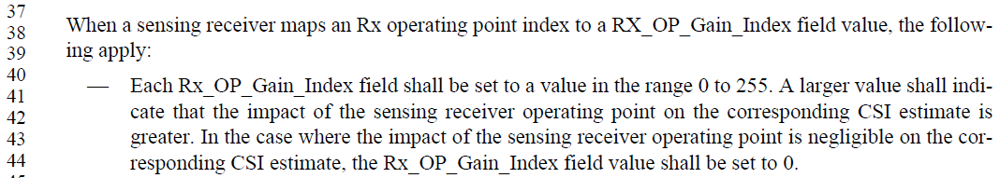 37
38 When a sensing receiver maps an Rx operating point index to a RX_OP_Gain_Index field value, the follow-
39 ing apply:
40
41 — Each Rx_OP_Gain_Index field shall be set to a value in the range 0 to 255. A larger value shall indi-
42 cate that the impact of the sensing receiver operating point on the corresponding CSI estimate is
43 greater. In the case where the impact of the sensing receiver operating point is negligible on the cor-
44 responding CSI estimate, the Rx_OP_Gain_Index field value shall be set to 0.